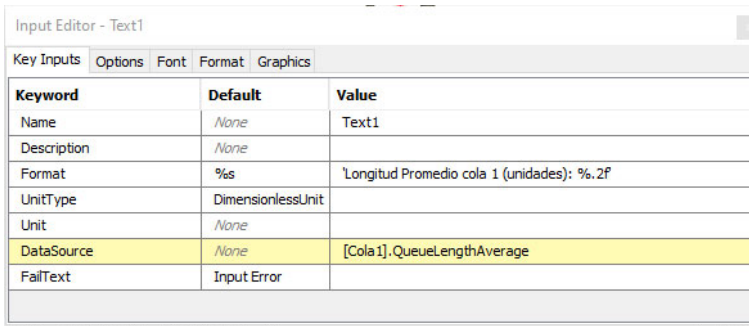 Input Editor - Text1
Key Inputs Options Font Format Graphics
Keyword Default Value
Name None Text1
Description None
Format %s 'Longitud Promedio cola 1 (unidades): %.2f'
UnitType DimensionlessUnit
Unit None
DataSource None [Cola1].QueueLengthAverage
FailText Input Error